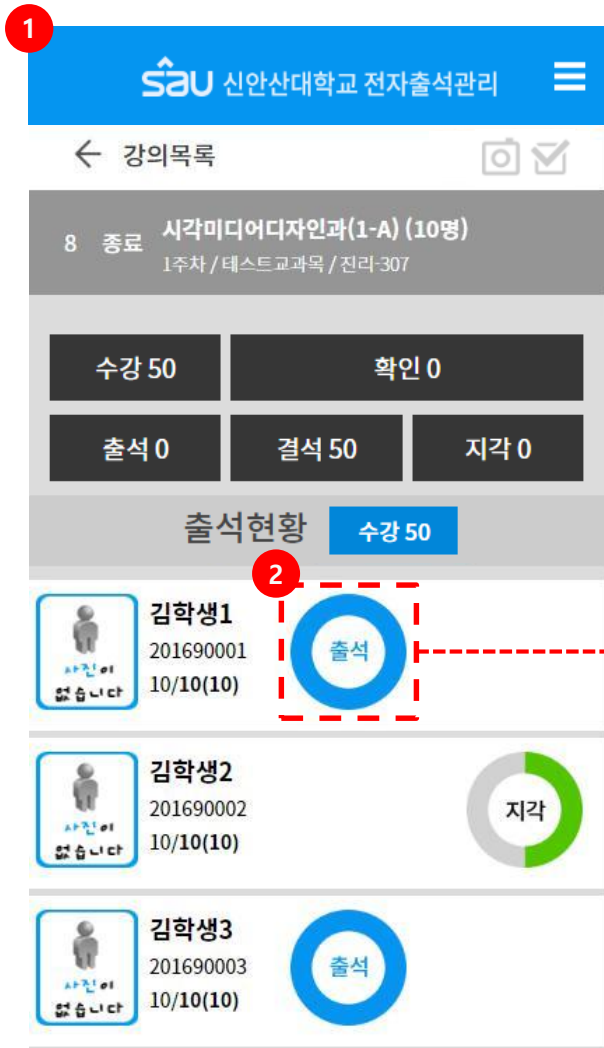 1
sau 신안산대학교 전자출석관리
강의목록
8 종료 시각미디어디자인과(1-A) (10명)
1주차 / 테스트교과목 / 진리-307
수강 50 확인 0
출석 0 결석 50 지각 0
출석현황 수강 50
2
김학생1
201690001
10/10(10)
사진이
없습니다
출석
김학생2
201690002
10/10(10)
사진이
없습니다
지각
김학생3
201690003
10/10(10)
사진이
없습니다
출석